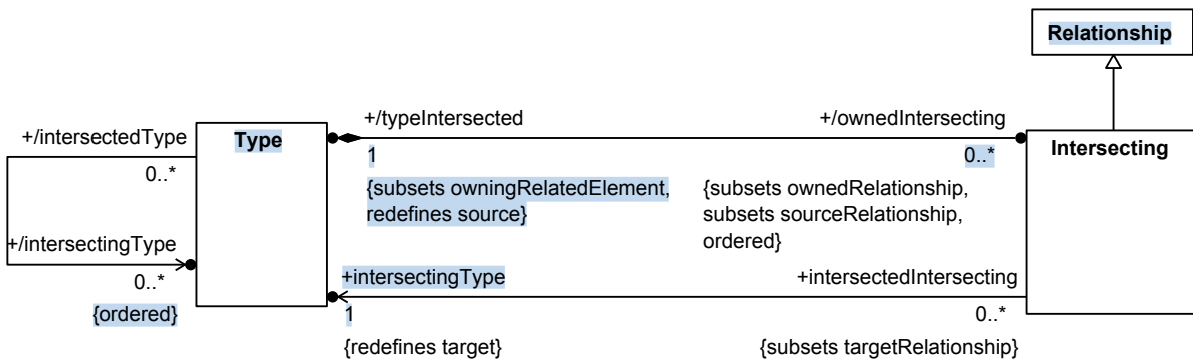 Relationship
+/intersectedType
Type
+/typeIntersected
+/ownedIntersecting
Intersecting
0..*
1
0..*
{subsets owningRelatedElement,
redefines source}
{subsets ownedRelationship,
subsets sourceRelationship,
ordered}
+/intersectingType
0..*
{ordered}
+intersectingType
+intersectedIntersecting
1
0..*
{redefines target}
{subsets targetRelationship}